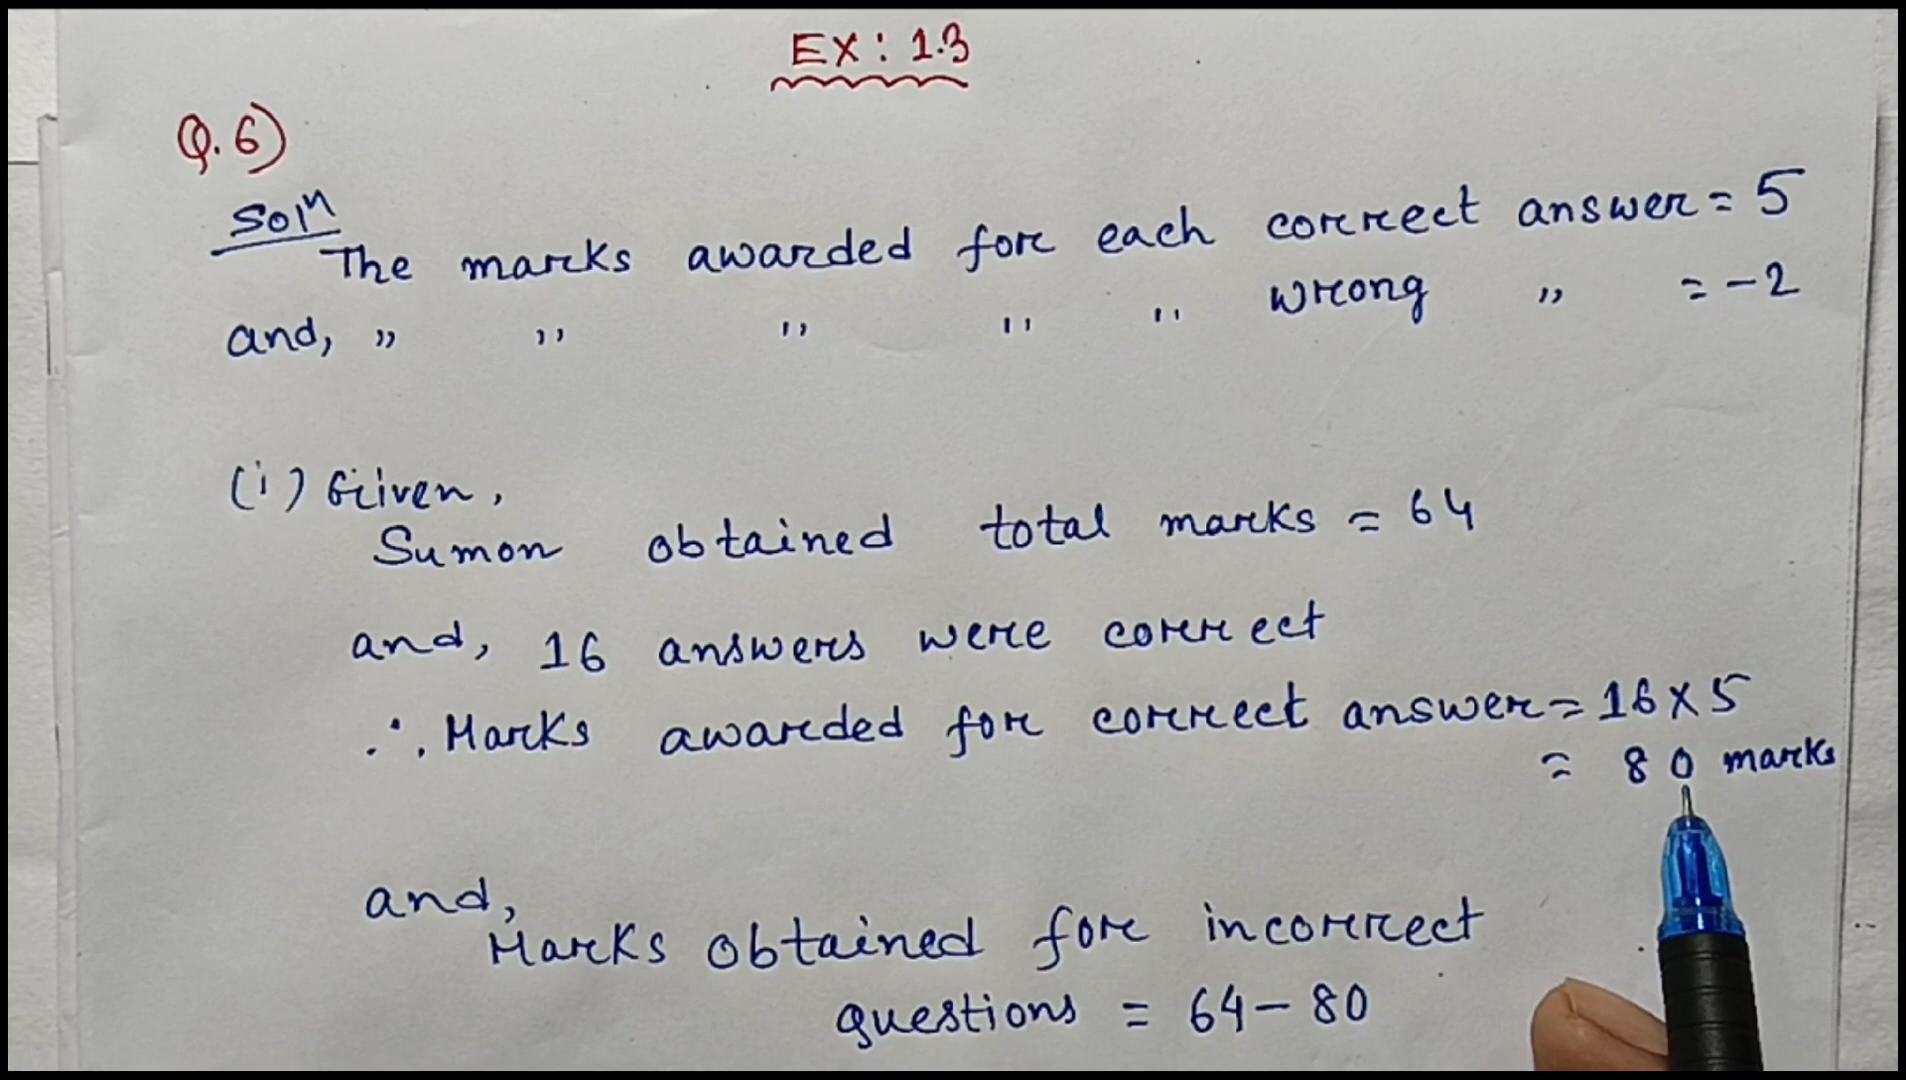 EX: 1.3
Q.6)
Soln
The marks awarded for each correct answer = 5
and, " " " " " wrong " = -2
(i) Given,
Sumon obtained total marks = 64
and, 16 answers were correct
∴ Marks awarded for correct answer = 16 x 5
= 80 marks
and,
Marks obtained for incorrect
questions = 64 - 80